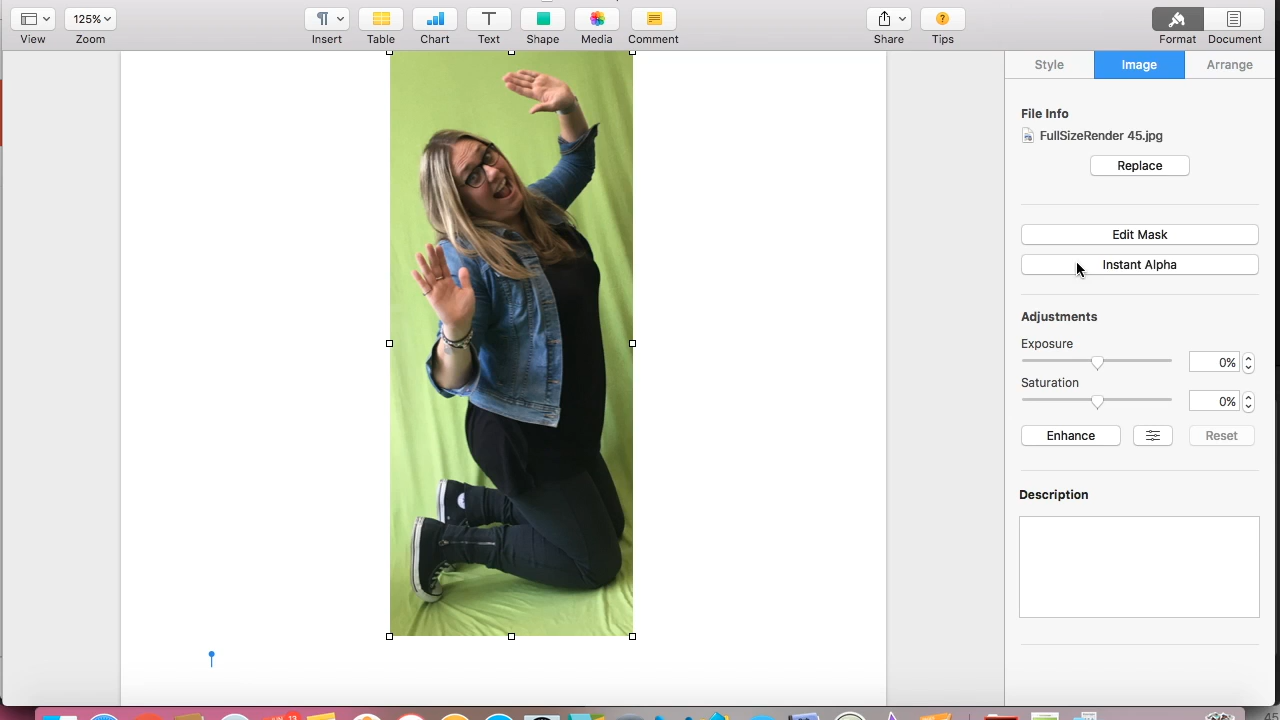 125%
View
Zoom
Insert
Table
Chart
Text
Shape
Media
Comment
Share
Tips
Format
Document
Style
Image
Arrange
File Info
FullSizeRender 45.jpg
Replace
Edit Mask
Instant Alpha
Adjustments
Exposure
0%
Saturation
0%
Enhance
Reset
Description
13